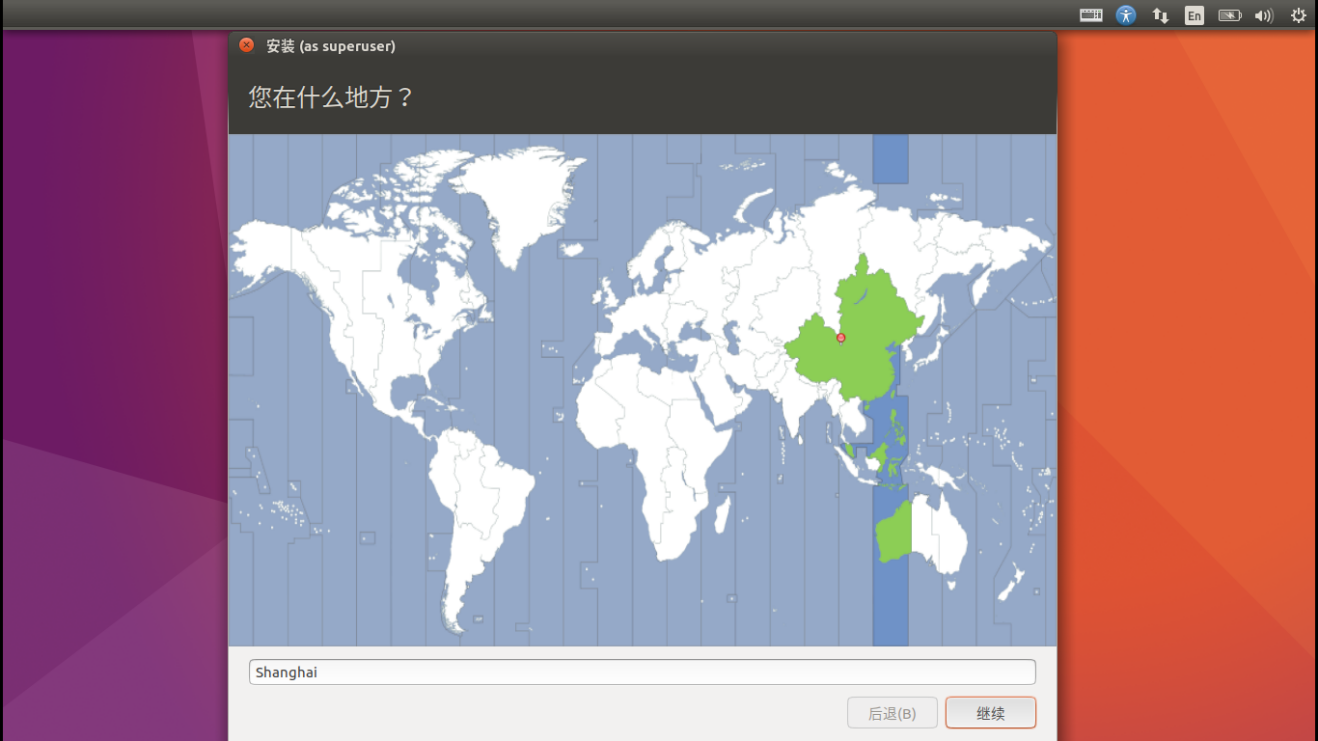 En
安装 (as superuser)
您在什么地方？
Shanghai
后退(B)
继续